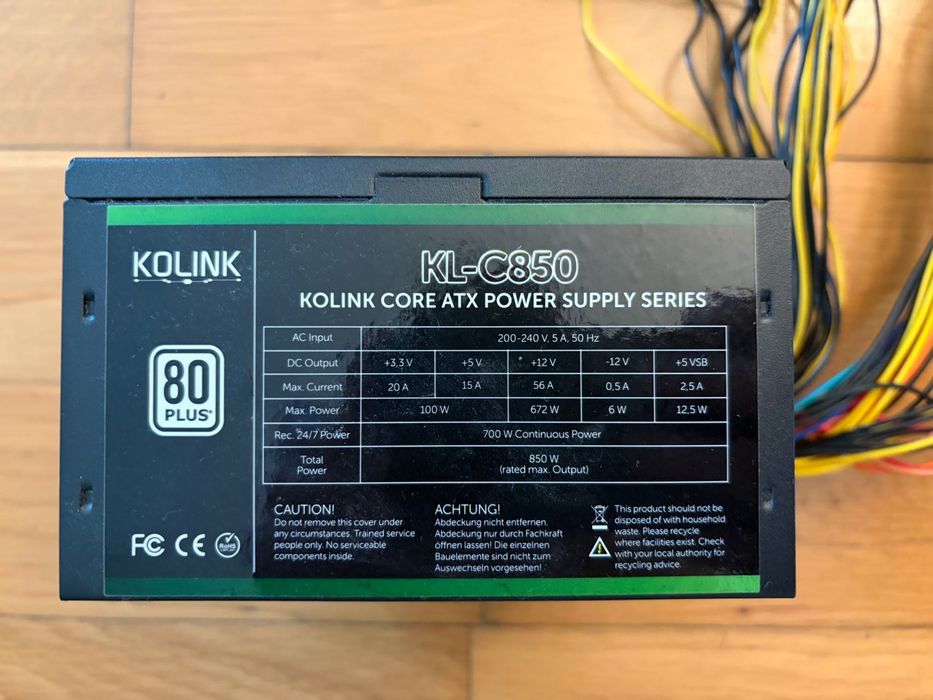 KOLINK
80
PLUS®
FC CE RoHS
KL-C850
KOLINK CORE ATX POWER SUPPLY SERIES
AC Input 200-240 V, 5 A, 50 Hz
DC Output +3.3 V +5 V +12 V -12 V +5 VSB
Max. Current 20 A 15 A 56 A 0,5 A 2,5 A
Max. Power 100 W 672 W 6 W 12,5 W
Rec. 24/7 Power 700 W Continuous Power
Total
Power
850 W
(rated max. Output)
CAUTION!
Do not remove this cover under
any circumstances. Trained service
people only. No serviceable
components inside.
ACHTUNG!
Abdeckung nicht entfernen.
Abdeckung nur durch Fachkraft
öffnen lassen! Die einzelnen
Bauelemente sind nicht zum
Auswechseln vorgesehen!
This product should not be
disposed of with household
waste. Please recycle
where facilities exist. Check
with your local authority for
recycling advice.